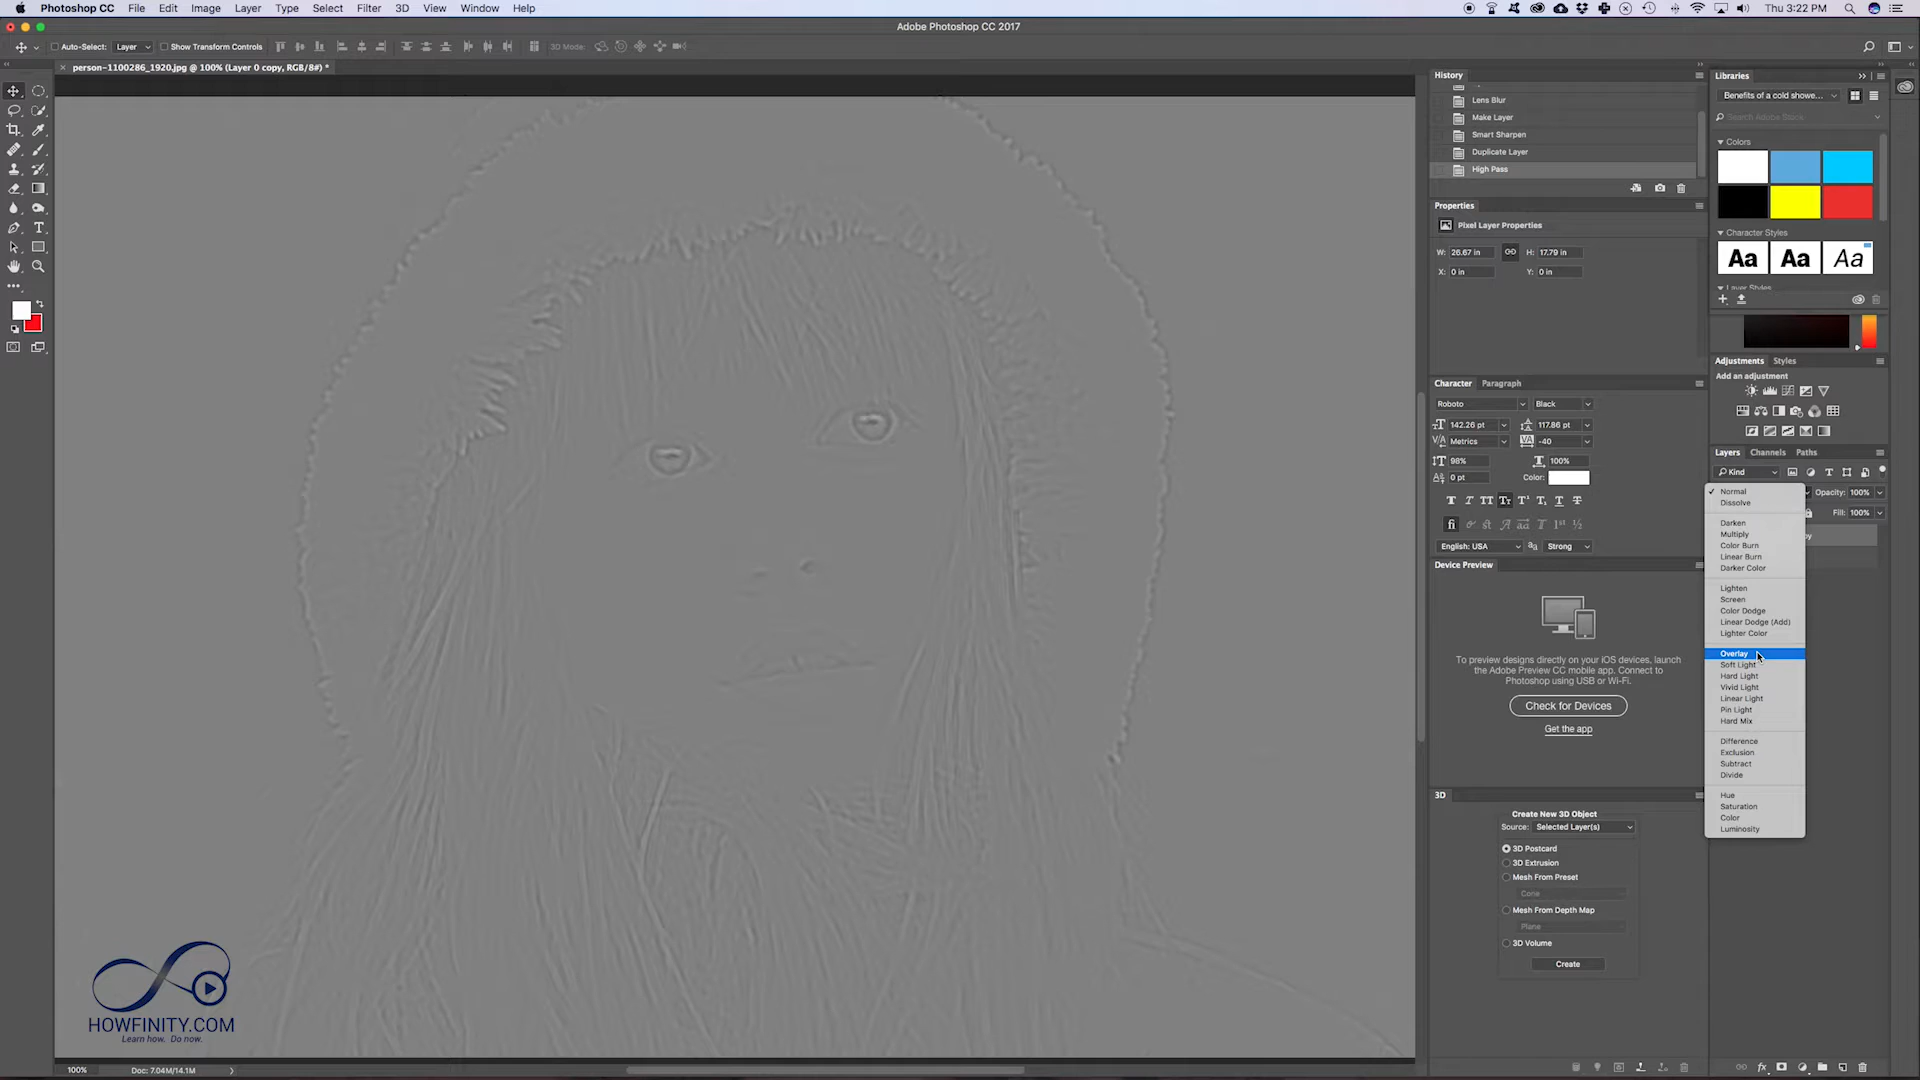 Photoshop CC File Edit Image Layer Type Select Filter 3D View Window Help
Thu 3:22 PM
Adobe Photoshop CC 2017
Auto-Select: Layer Show Transform Controls 3D Mode:
person-1100286_1920.jpg @ 100% (Layer 0 copy, RGB/8#) *
History
Lens Blur
Make Layer
Smart Sharpen
Duplicate Layer
High Pass
Properties
Pixel Layer Properties
W: 26.67 in H: 17.79 in
X: 0 in Y: 0 in
Character Paragraph
Roboto Black
142.26 pt 117.86 pt
Metrics -40
98% 100%
0 pt Color:
English: USA Strong
Device Preview
To preview designs directly on your iOS devices, launch
the Adobe Preview CC mobile app. Connect to
Photoshop using USB or Wi-Fi.
Check for Devices
Get the app
3D
Create New 3D Object
Source: Selected Layer(s)
3D Postcard
3D Extrusion
Mesh From Preset
Cone
Mesh From Depth Map
Plane
3D Volume
Create
Libraries
Benefits of a cold showe...
Search Adobe Stock
Colors
Character Styles
Aa Aa Aa
Layer Styles
Adjustments Styles
Add an adjustment
Layers Channels Paths
Kind
Opacity: 100%
Fill: 100%
Normal
Dissolve
Darken
Multiply
Color Burn
Linear Burn
Darker Color
Lighten
Screen
Color Dodge
Linear Dodge (Add)
Lighter Color
Overlay
Soft Light
Hard Light
Vivid Light
Linear Light
Pin Light
Hard Mix
Difference
Exclusion
Subtract
Divide
Hue
Saturation
Color
Luminosity
HOWFINITY.COM
Learn how. Do now.
100% Doc: 7.04M/14.1M